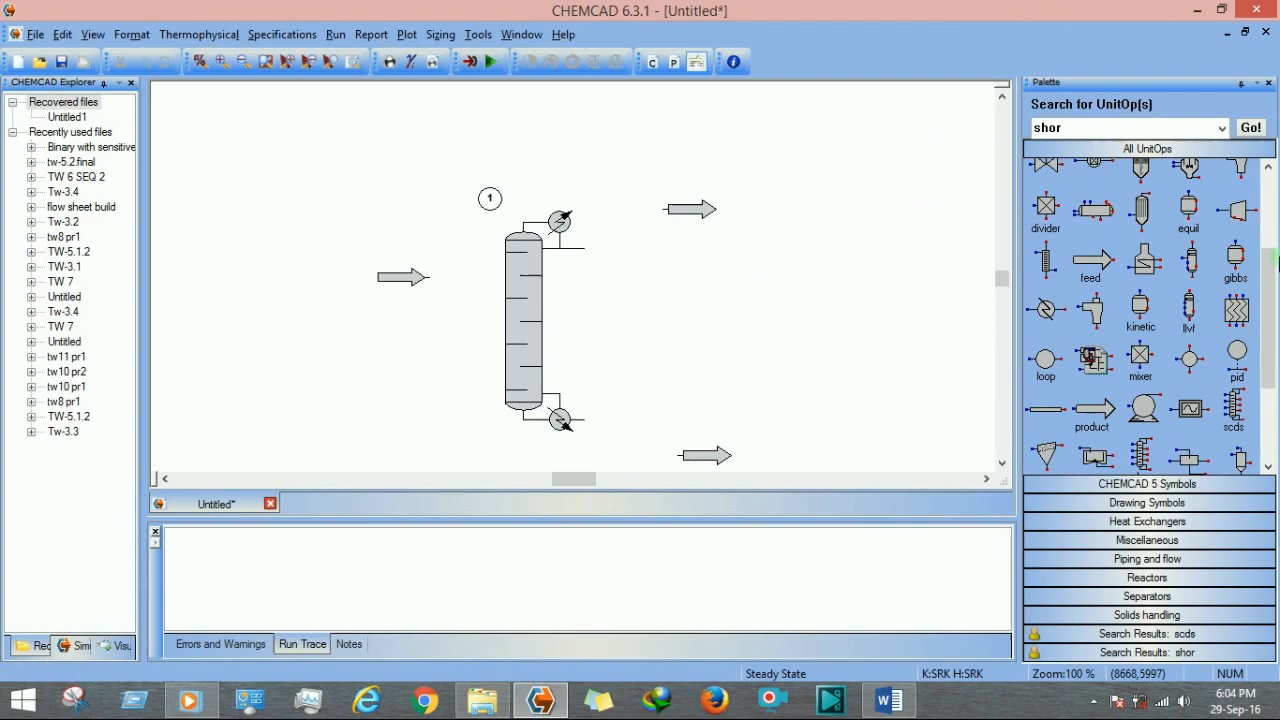 CHEMCAD 6.3.1 - [Untitled*]
File Edit View Format Thermophysical Specifications Run Report Plot Sizing Tools Window Help
C P
CHEMCAD Explorer
Recovered files
Untitled1
Recently used files
Binary with sensitive
tw-5.2.final
TW 6 SEQ 2
Tw-3.4
flow sheet build
Tw-3.2
tw8 pr1
TW-5.1.2
TW-3.1
TW 7
Untitled
Tw-3.4
TW 7
Untitled
tw11 pr1
tw10 pr2
tw10 pr1
tw8 pr1
TW-5.1.2
Tw-3.3
Rec Sim Visu
1
Untitled*
Errors and Warnings Run Trace Notes
Palette
Search for UnitOp(s)
shor Go!
All UnitOps
divider equil
feed gibbs
kinetic llvf
loop mixer pid
product scds
CHEMCAD 5 Symbols
Drawing Symbols
Heat Exchangers
Miscellaneous
Piping and flow
Reactors
Separators
Solids handling
Search Results: scds
Search Results: shor
Steady State K:SRK H:SRK Zoom:100 % (8668,5997) NUM
6:04 PM
29-Sep-16